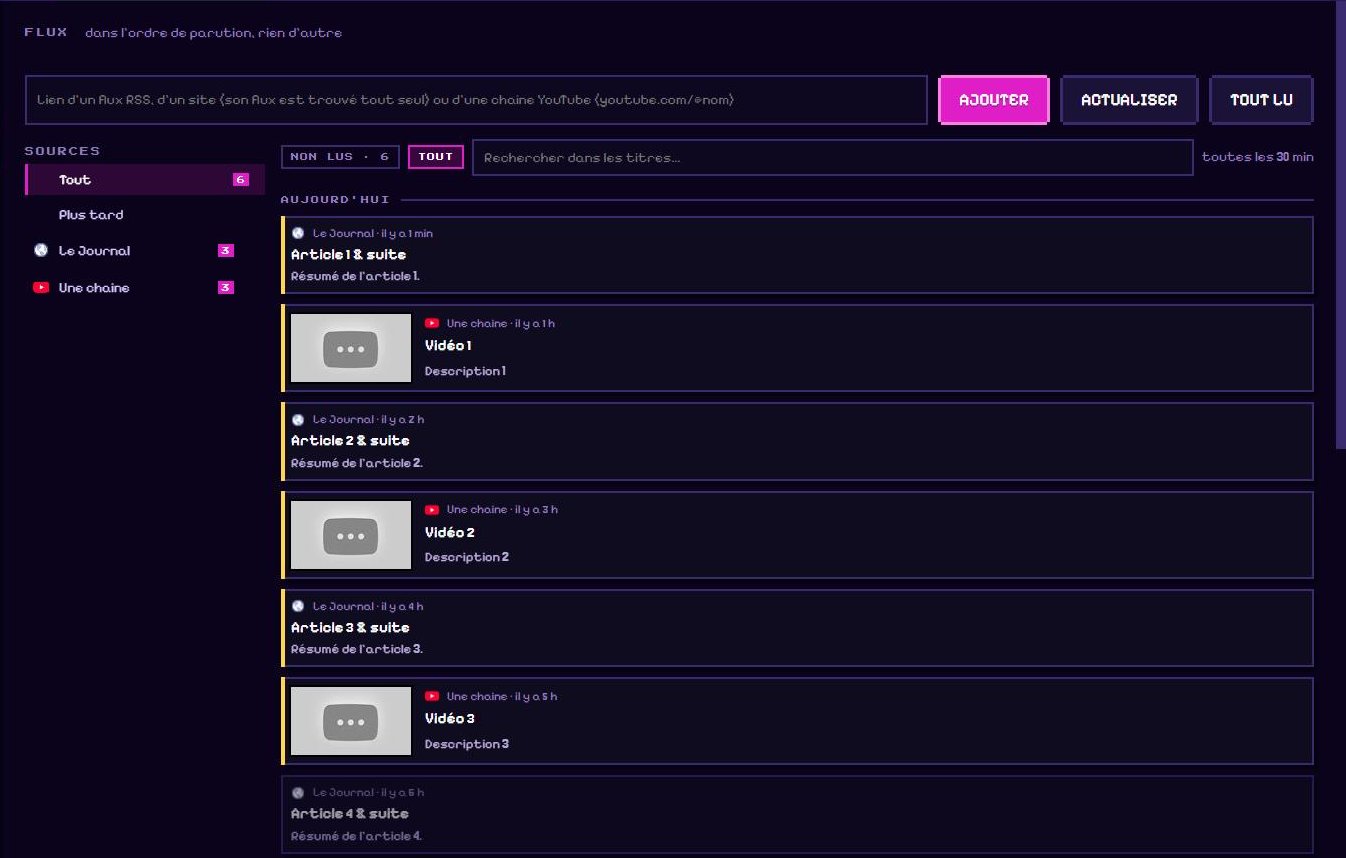 FLUX dans l'ordre de parution, rien d'autre
Lien d'un flux RSS, d'un site (son flux est trouvé tout seul) ou d'une chaine YouTube (youtube.com/@nom)
AJOUTER
ACTUALISER
TOUT LU
SOURCES
Tout 6
Plus tard
Le Journal 3
Une chaine 3
NON LUS · 6
TOUT
Rechercher dans les titres...
toutes les 30 min
AUJOURD'HUI
Le Journal · il y a 1 min
Article 1 & suite
Résumé de l'article 1.
Une chaine · il y a 1 h
Vidéo 1
Description 1
Le Journal · il y a 2 h
Article 2 & suite
Résumé de l'article 2.
Une chaine · il y a 3 h
Vidéo 2
Description 2
Le Journal · il y a 4 h
Article 3 & suite
Résumé de l'article 3.
Une chaine · il y a 5 h
Vidéo 3
Description 3
Le Journal · il y a 6 h
Article 4 & suite
Résumé de l'article 4.